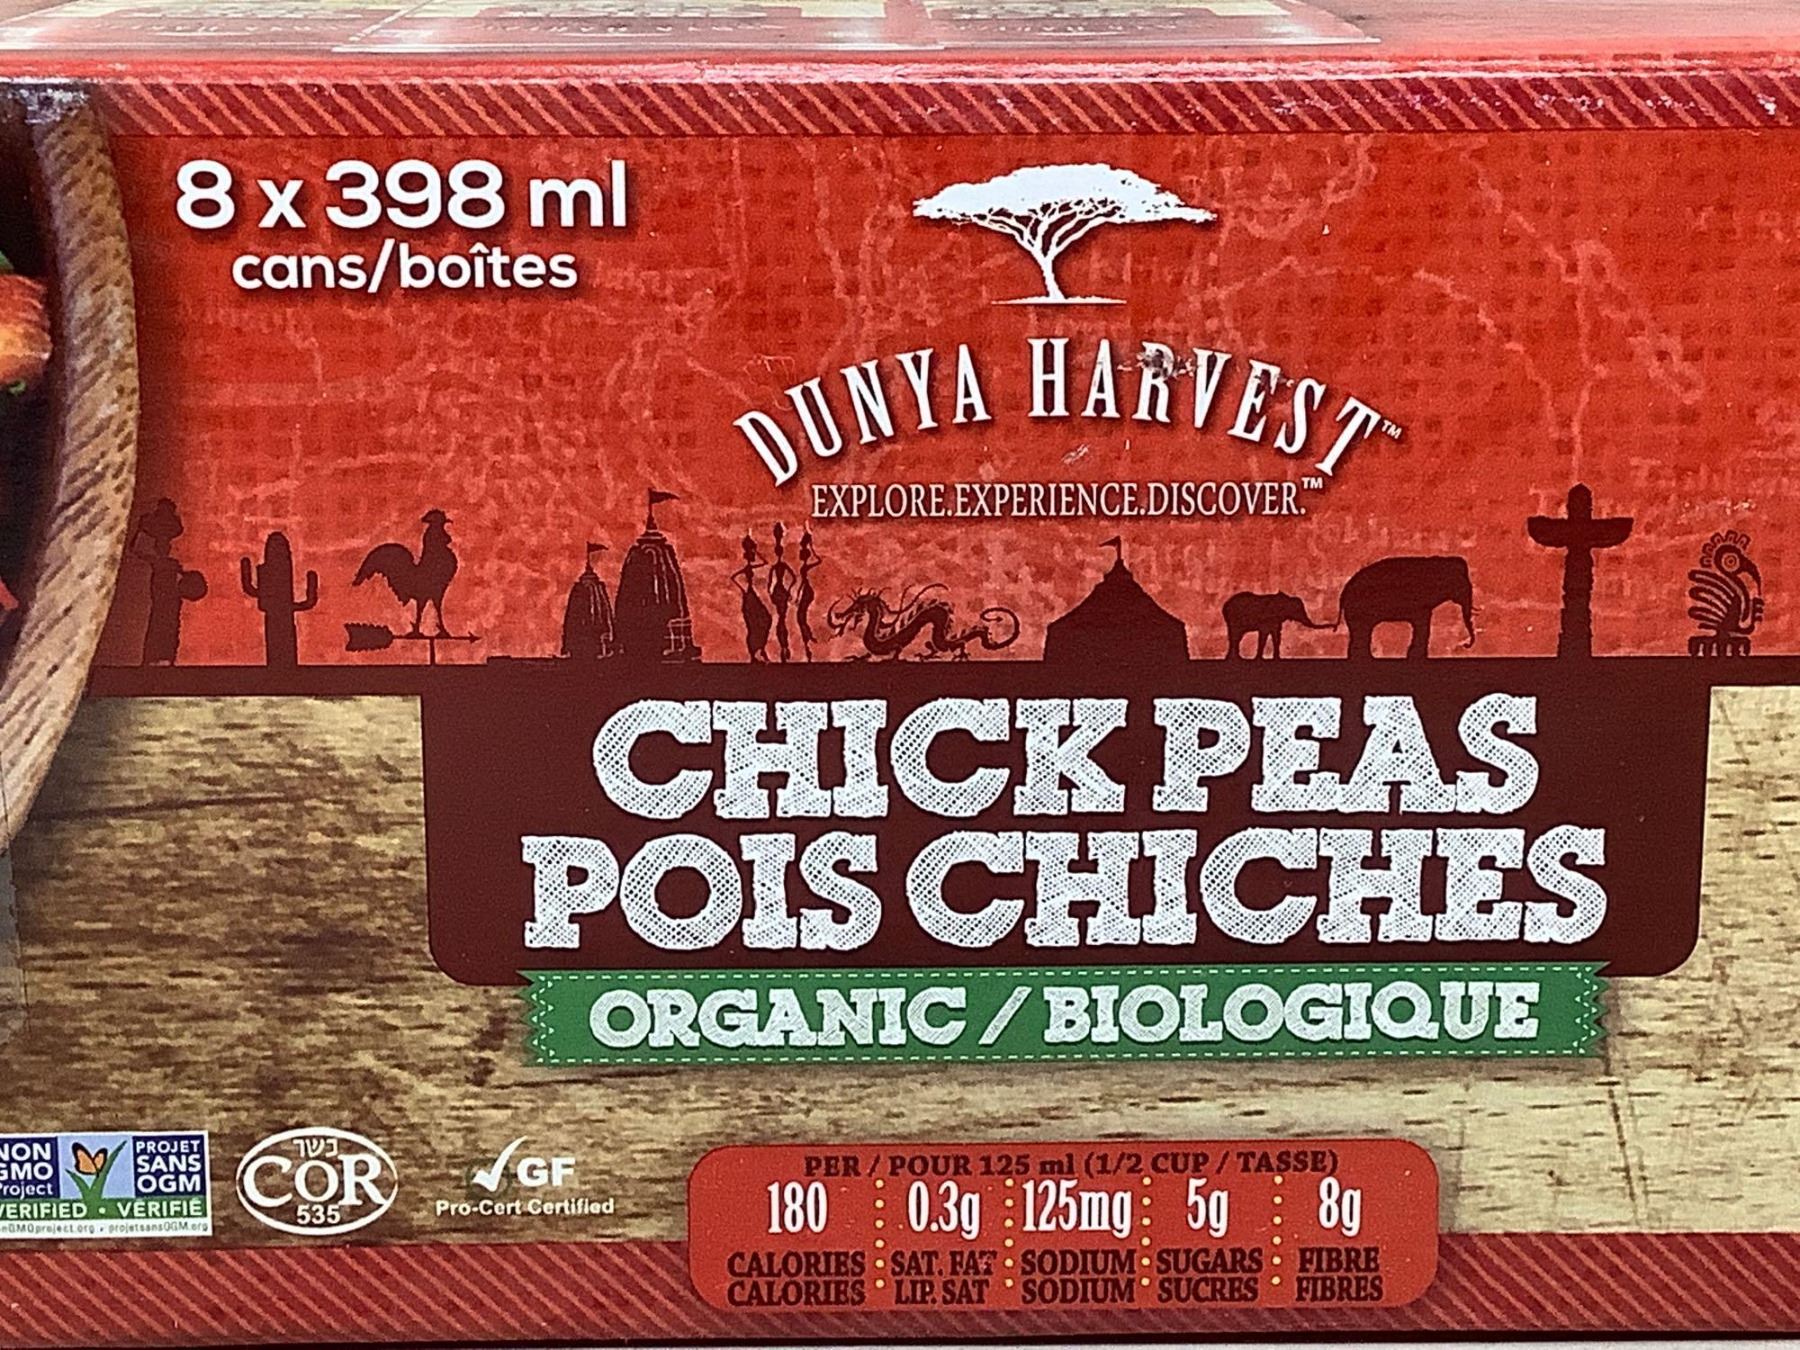 8 x 398 ml
cans/boîtes
DUNYA HARVEST™
EXPLORE.EXPERIENCE.DISCOVER.™
CHICK PEAS
POIS CHICHES
ORGANIC / BIOLOGIQUE
NON
GMO
Project
PROJET
SANS
OGM
VERIFIED • VÉRIFIÉ
projetsansOGM.org
כשר
COR
535
GF
Pro-Cert Certified
PER / POUR 125 ml (1/2 CUP / TASSE)
180 0.3g 125mg 5g 8g
CALORIES SAT. FAT SODIUM SUGARS FIBRE
CALORIES LIP. SAT SODIUM SUCRES FIBRES